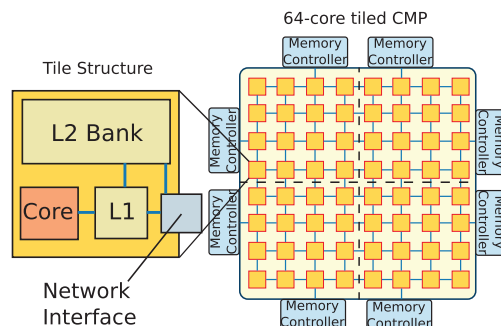 64-core tiled CMP
Memory
Controller
Memory
Controller
Tile Structure
L2 Bank
Core
L1
Memory
Controller
Memory
Controller
Memory
Controller
Memory
Controller
Network
Interface
Memory
Controller
Memory
Controller